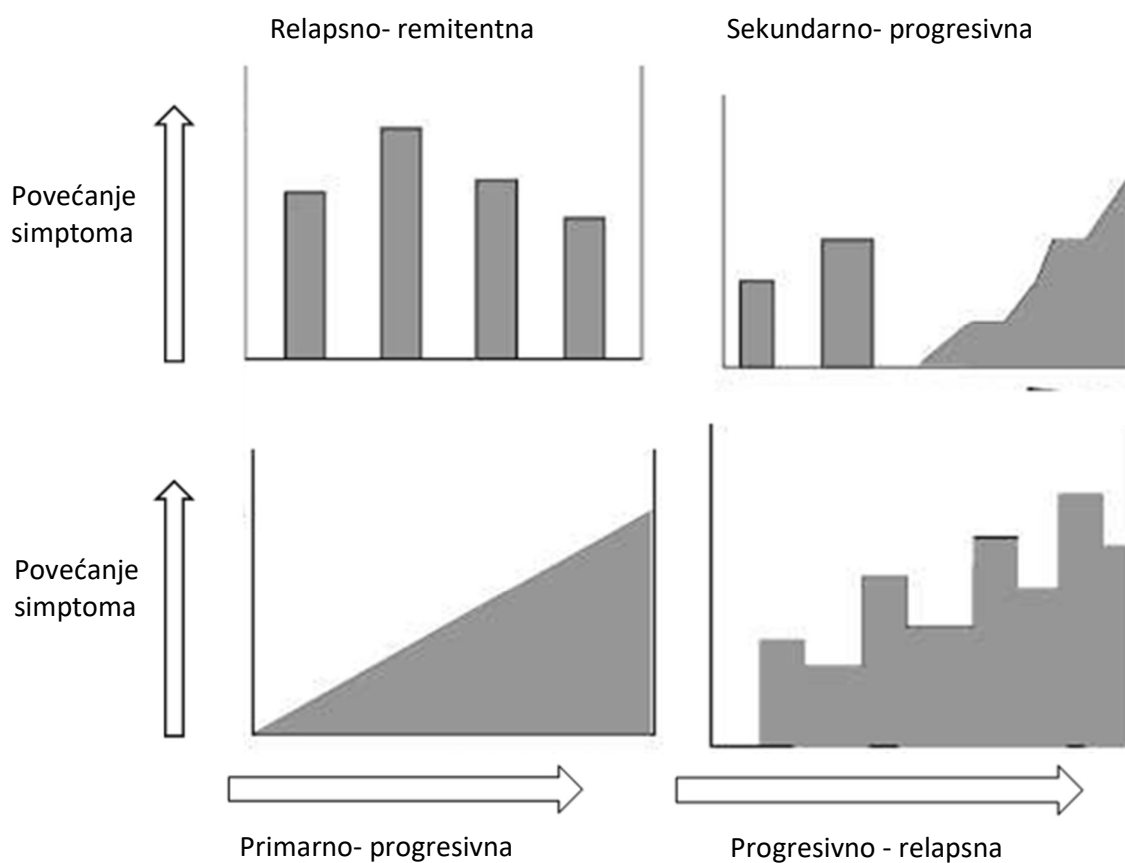 Relapsno- remitentna
Sekundarno- progresivna
Povećanje
simptoma
Povećanje
simptoma
Primarno- progresivna
Progresivno - relapsna